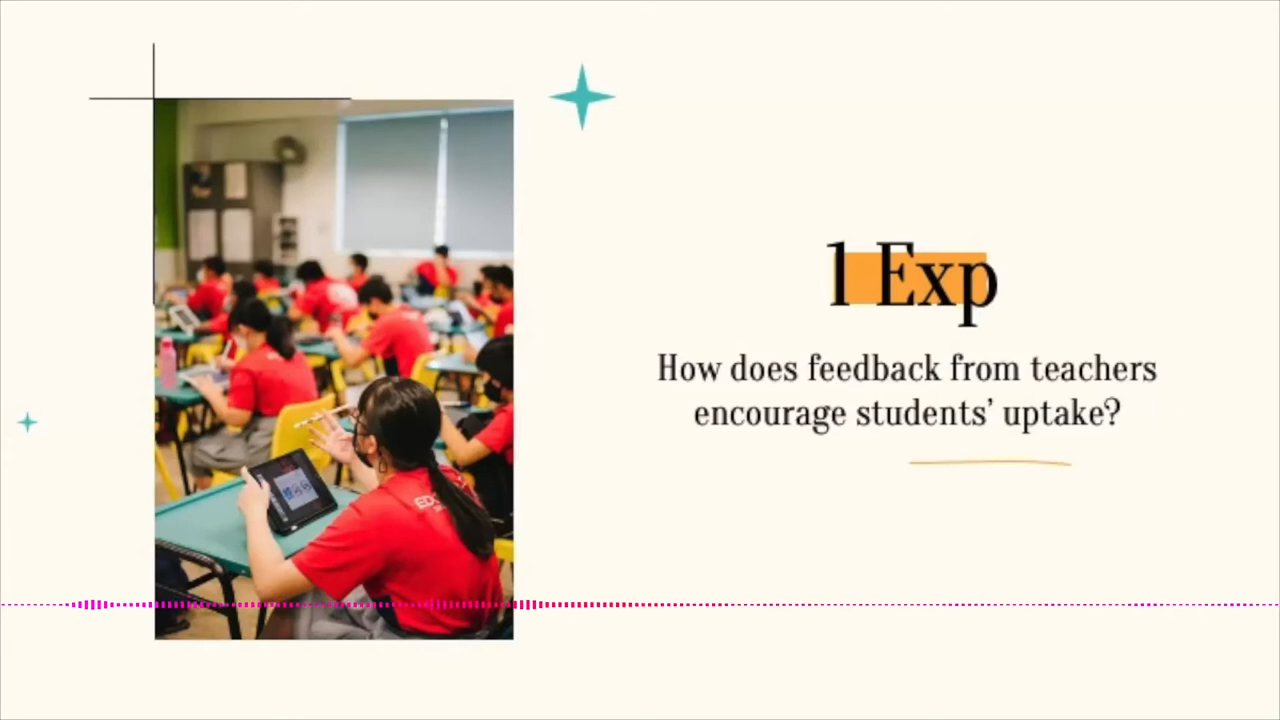 1 Exp
How does feedback from teachers
encourage students’ uptake?